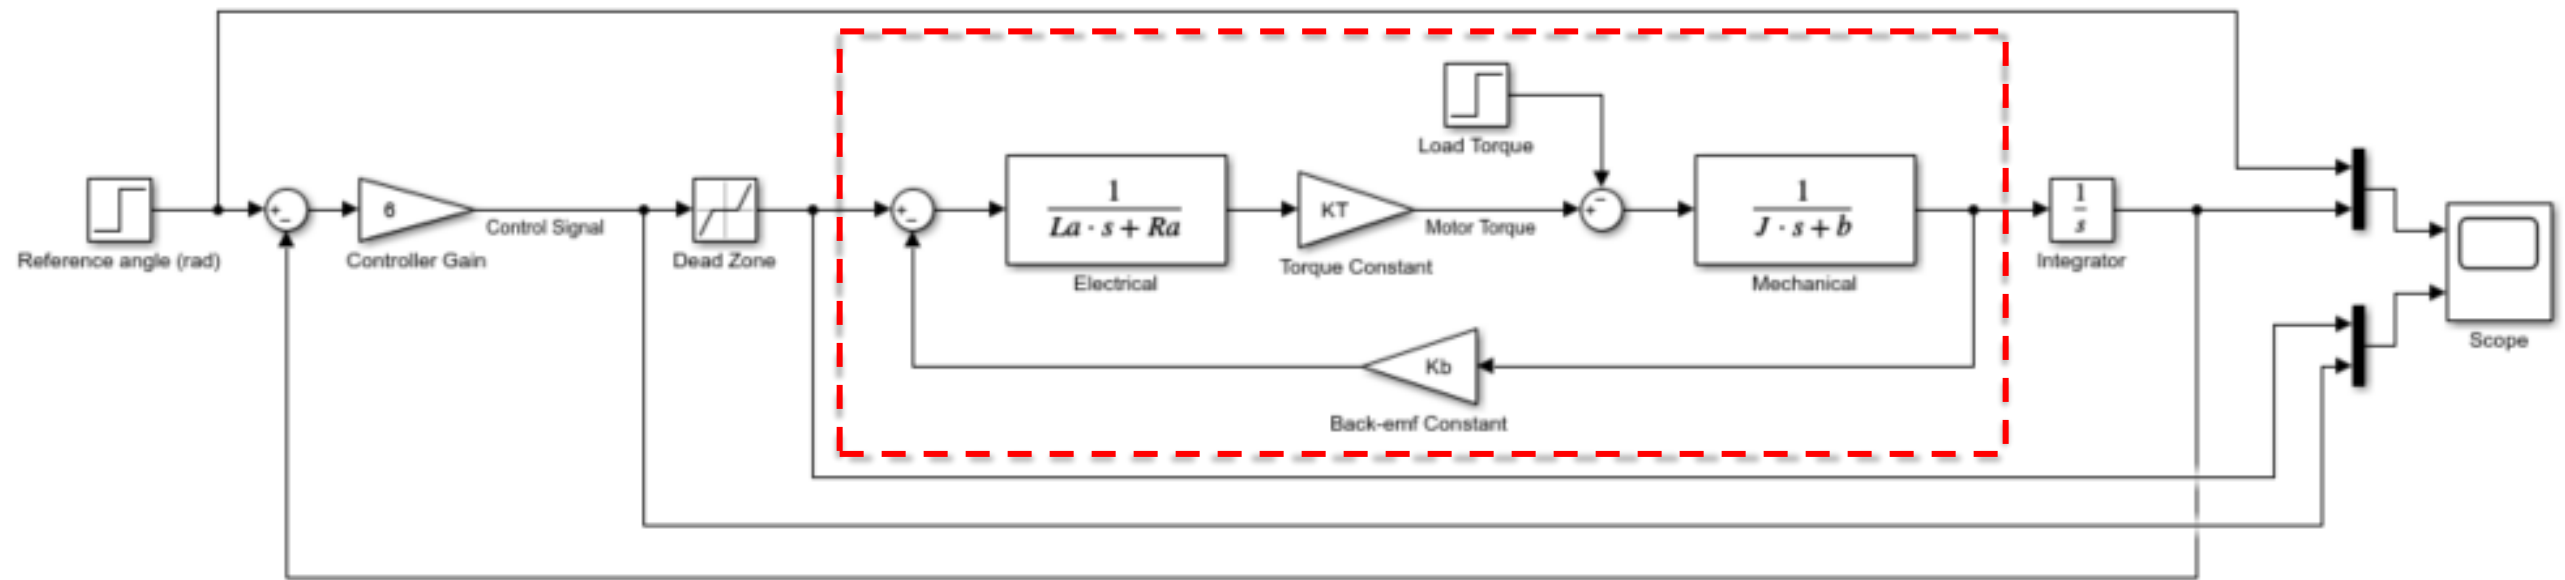 Reference angle (rad)
+
−
6
Controller Gain
Control Signal
Dead Zone
+
−
1
La · s + Ra
Electrical
KT
Torque Constant
Motor Torque
Load Torque
−
+
1
J · s + b
Mechanical
Kb
Back-emf Constant
1
s
Integrator
Scope